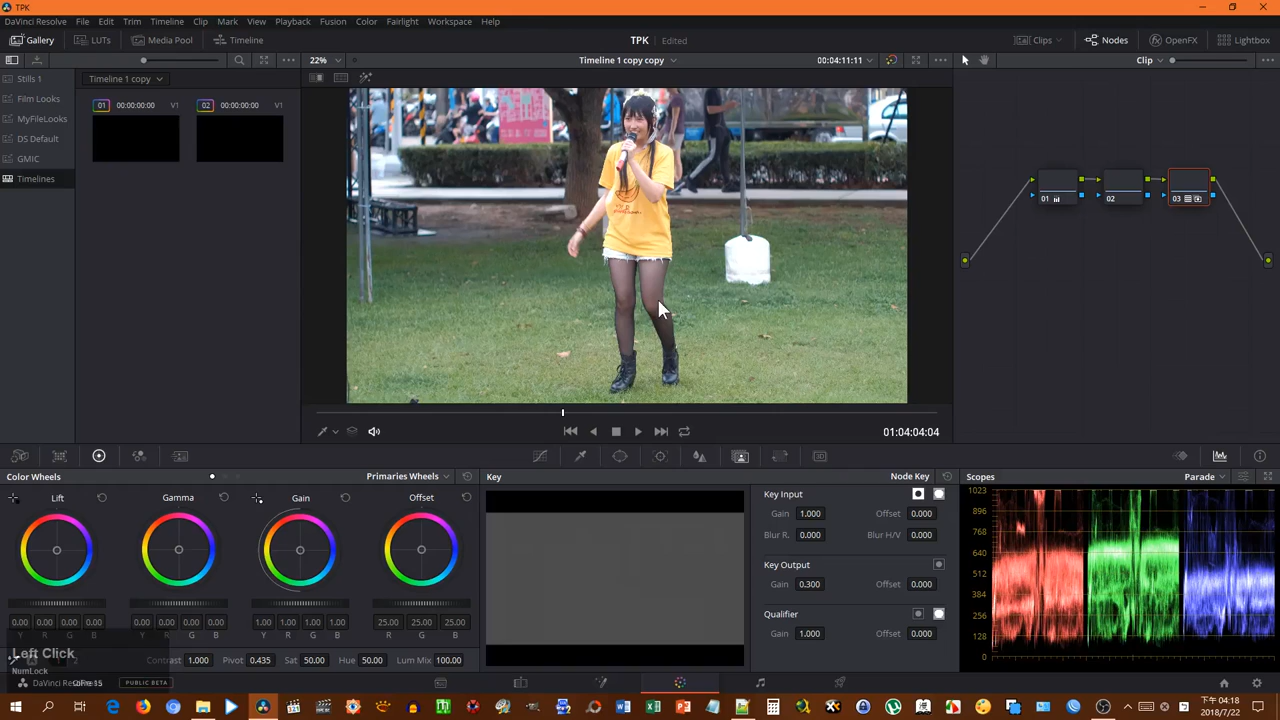 TPK
DaVinci Resolve File Edit Trim Timeline Clip Mark View Playback Fusion Color Fairlight Workspace Help
Gallery LUTs Media Pool Timeline TPK Edited Clips Nodes OpenFX Lightbox
22% Timeline 1 copy copy 00:04:11:11 Clip
Stills 1 Timeline 1 copy
Film Looks 01 00:00:00:00 V1 02 00:00:00:00 V1
MyFileLooks
DS Default
GMIC
Timelines
01 02 03
01:04:04:04
Color Wheels Primaries Wheels Key Node Key Scopes Parade
Lift Gamma Gain Offset
Key Input
Gain 1.000 Offset 0.000
Blur R. 0.000 Blur H/V 0.000
Key Output
Gain 0.300 Offset 0.000
Qualifier
Gain 1.000 Offset 0.000
1023
896
768
640
512
384
256
128
0
0.00 0.00 0.00 0.00 0.00 0.00 0.00 0.00 1.00 1.00 1.00 1.00 25.00 25.00 25.00
Y R G B Y R G B Y R G B R G B
Left Click
NumLock
Contrast 1.000 Pivot 0.435 Sat 50.00 Hue 50.00 Lum Mix 100.00
DaVinci Resolve 15 PUBLIC BETA
下午 04:18
2018/7/22